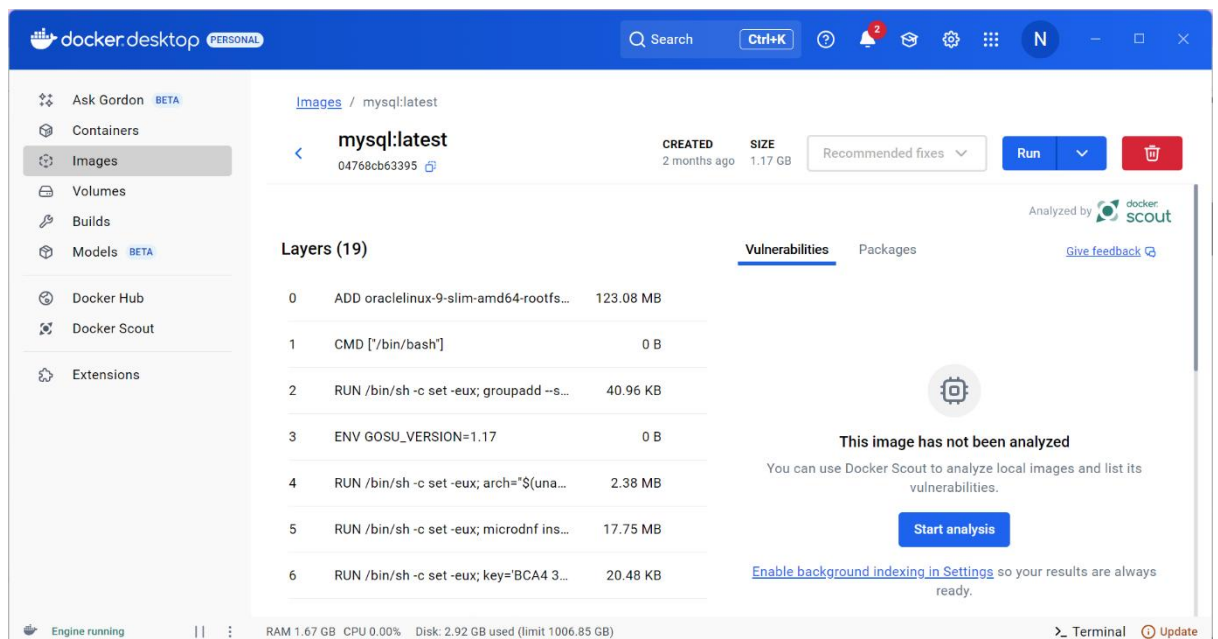 docker.desktop PERSONAL
Search Ctrl+K
2
N
Ask Gordon BETA
Containers
Images
Volumes
Builds
Models BETA
Docker Hub
Docker Scout
Extensions
Images / mysql:latest
mysql:latest
04768cb63395
CREATED
2 months ago
SIZE
1.17 GB
Recommended fixes
Run
Analyzed by docker scout
Layers (19)
0 ADD oraclelinux-9-slim-amd64-rootfs... 123.08 MB
1 CMD ["/bin/bash"] 0 B
2 RUN /bin/sh -c set -eux; groupadd --s... 40.96 KB
3 ENV GOSU_VERSION=1.17 0 B
4 RUN /bin/sh -c set -eux; arch="$(una... 2.38 MB
5 RUN /bin/sh -c set -eux; microdnf ins... 17.75 MB
6 RUN /bin/sh -c set -eux; key='BCA4 3... 20.48 KB
Vulnerabilities Packages Give feedback
This image has not been analyzed
You can use Docker Scout to analyze local images and list its
vulnerabilities.
Start analysis
Enable background indexing in Settings so your results are always
ready.
Engine running
RAM 1.67 GB CPU 0.00% Disk: 2.92 GB used (limit 1006.85 GB)
>_ Terminal Update